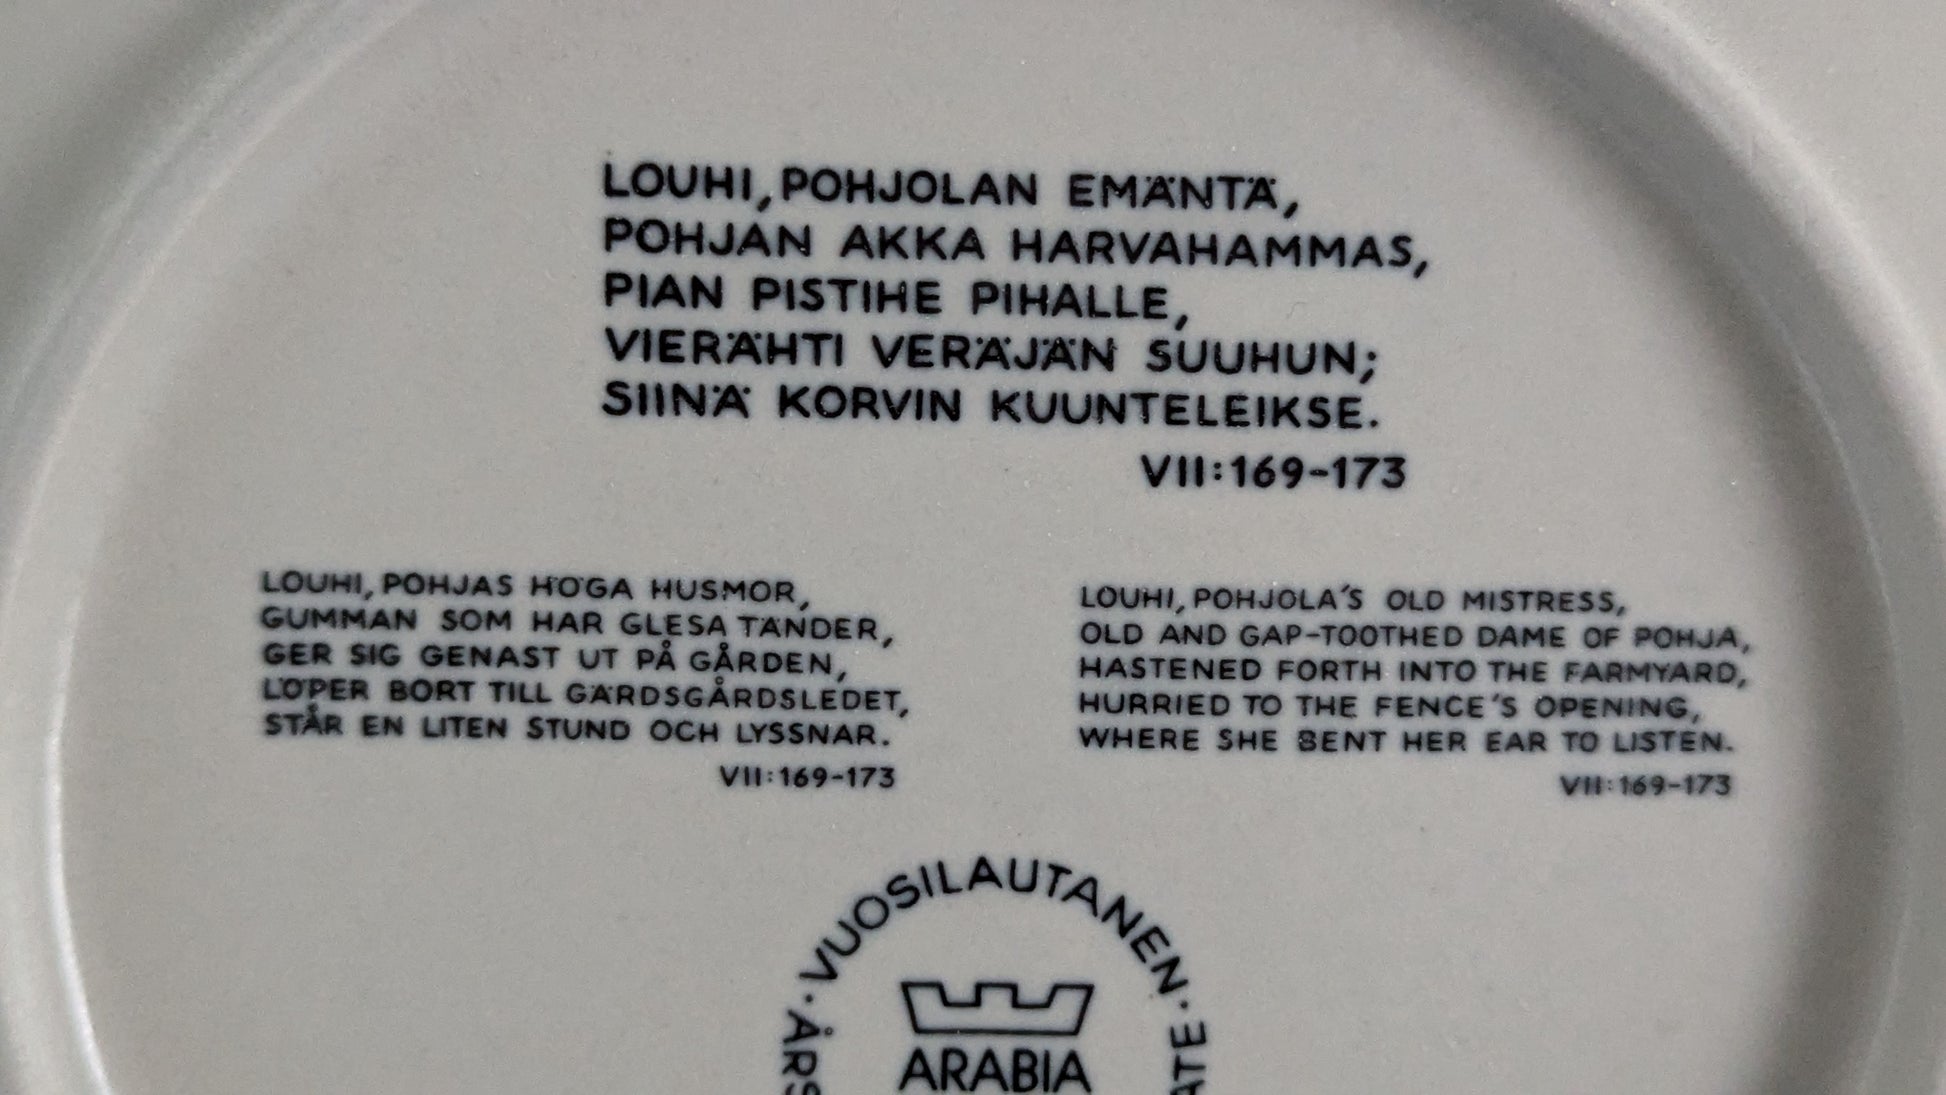 LOUHI, POHJOLAN EMÄNTÄ,
POHJAN AKKA HARVAHAMMAS,
PIAN PISTIHE PIHALLE,
VIERÄHTI VERÄJÄN SUUHUN;
SIINÄ KORVIN KUUNTELEIKSE.
VII:169-173
LOUHI, POHJAS HÖGA HUSMOR,
GUMMAN SOM HAR GLESA TÄNDER,
GER SIG GENAST UT PÅ GÅRDEN,
LÖPER BORT TILL GÄRDSGÅRDSLEDET,
STÅR EN LITEN STUND OCH LYSSNAR.
VII:169-173
LOUHI, POHJOLA'S OLD MISTRESS,
OLD AND GAP-TOOTHED DAME OF POHJA,
HASTENED FORTH INTO THE FARMYARD,
HURRIED TO THE FENCE'S OPENING,
WHERE SHE BENT HER EAR TO LISTEN.
VII:169-173
· VUOSILAUTANEN ·
ARABIA